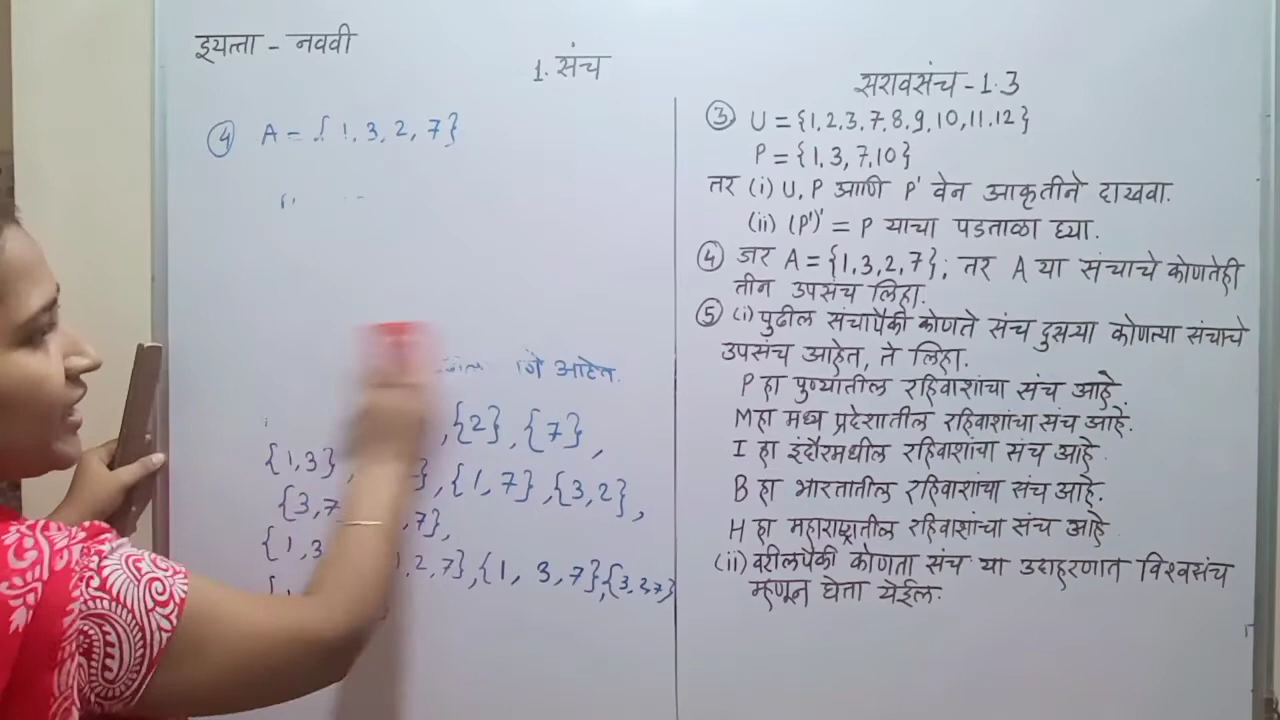 इयत्ता - नववी
1. संच
④ A = { 1, 3, 2, 7}
आहेत.
,{2} , {7} ,
{1,3} , {1,7} ,{3,2} ,
{3,7
{1,3 1,2,7} ,{1, 3,7} ,{3,2,7}
सरावसंच - 1.3
③ U = {1,2,3,7,8,9,10,11,12}
P = {1,3,7,10}
तर (i) U, P आणि P' वेन आकृतीने दाखवा.
(ii) (P')' = P याचा पडताळा घ्या.
④ जर A = {1,3,2,7}; तर A या संचाचे कोणतेही
तीन उपसंच लिहा.
⑤ (i) पुढील संचापैकी कोणते संच दुसऱ्या कोणत्या संचाचे
उपसंच आहेत, ते लिहा.
P हा पुण्यातील रहिवाशांचा संच आहे.
M हा मध्य प्रदेशातील रहिवाशांचा संच आहे.
I हा इंदौरमधील रहिवाशांचा संच आहे.
B हा भारतातील रहिवाशांचा संच आहे.
H हा महाराष्ट्रातील रहिवाशांचा संच आहे
(ii) वरीलपैकी कोणता संच या उदाहरणात विश्वसंच
म्हणून घेता येईल.